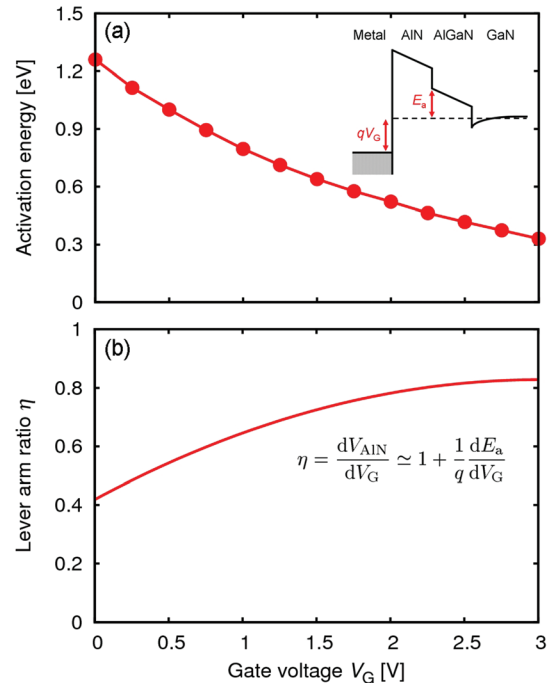 (a)
Metal AlN AlGaN GaN
Eₐ
qV_G
Activation energy [eV]
1.5
1.2
0.9
0.6
0.3
0
(b)
Lever arm ratio η
1
0.8
0.6
0.4
0.2
0
η = dV_AlN/dV_G ≃ 1 + 1/q dEₐ/dV_G
0 0.5 1 1.5 2 2.5 3
Gate voltage V_G [V]